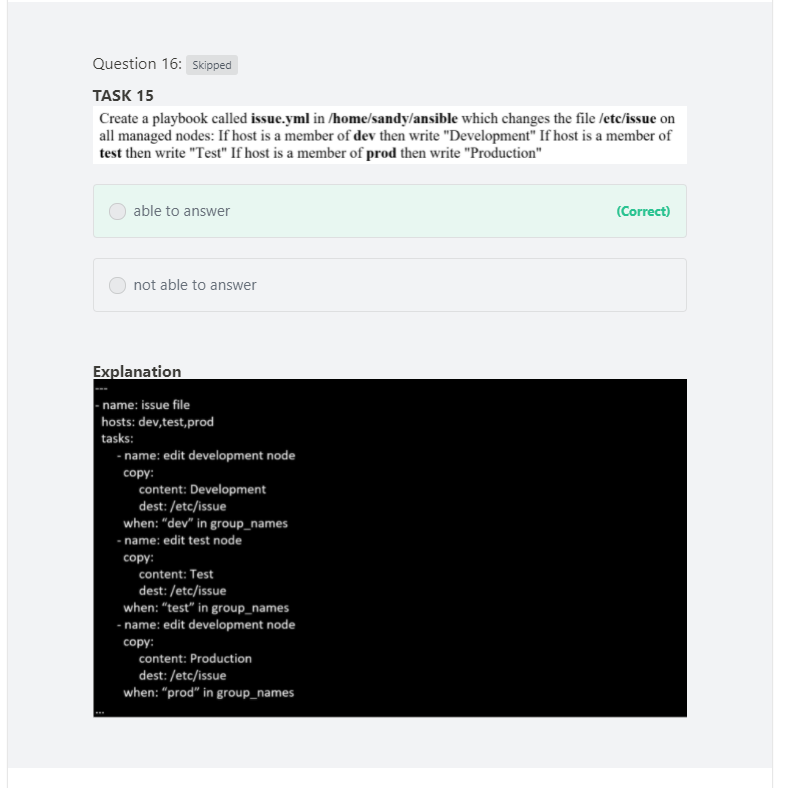 Question 16: Skipped
TASK 15
Create a playbook called issue.yml in /home/sandy/ansible which changes the file /etc/issue on
all managed nodes: If host is a member of dev then write "Development" If host is a member of
test then write "Test" If host is a member of prod then write "Production"
able to answer (Correct)
not able to answer
Explanation
---
- name: issue file
hosts: dev,test,prod
tasks:
- name: edit development node
copy:
content: Development
dest: /etc/issue
when: “dev” in group_names
- name: edit test node
copy:
content: Test
dest: /etc/issue
when: “test” in group_names
- name: edit development node
copy:
content: Production
dest: /etc/issue
when: “prod” in group_names
...